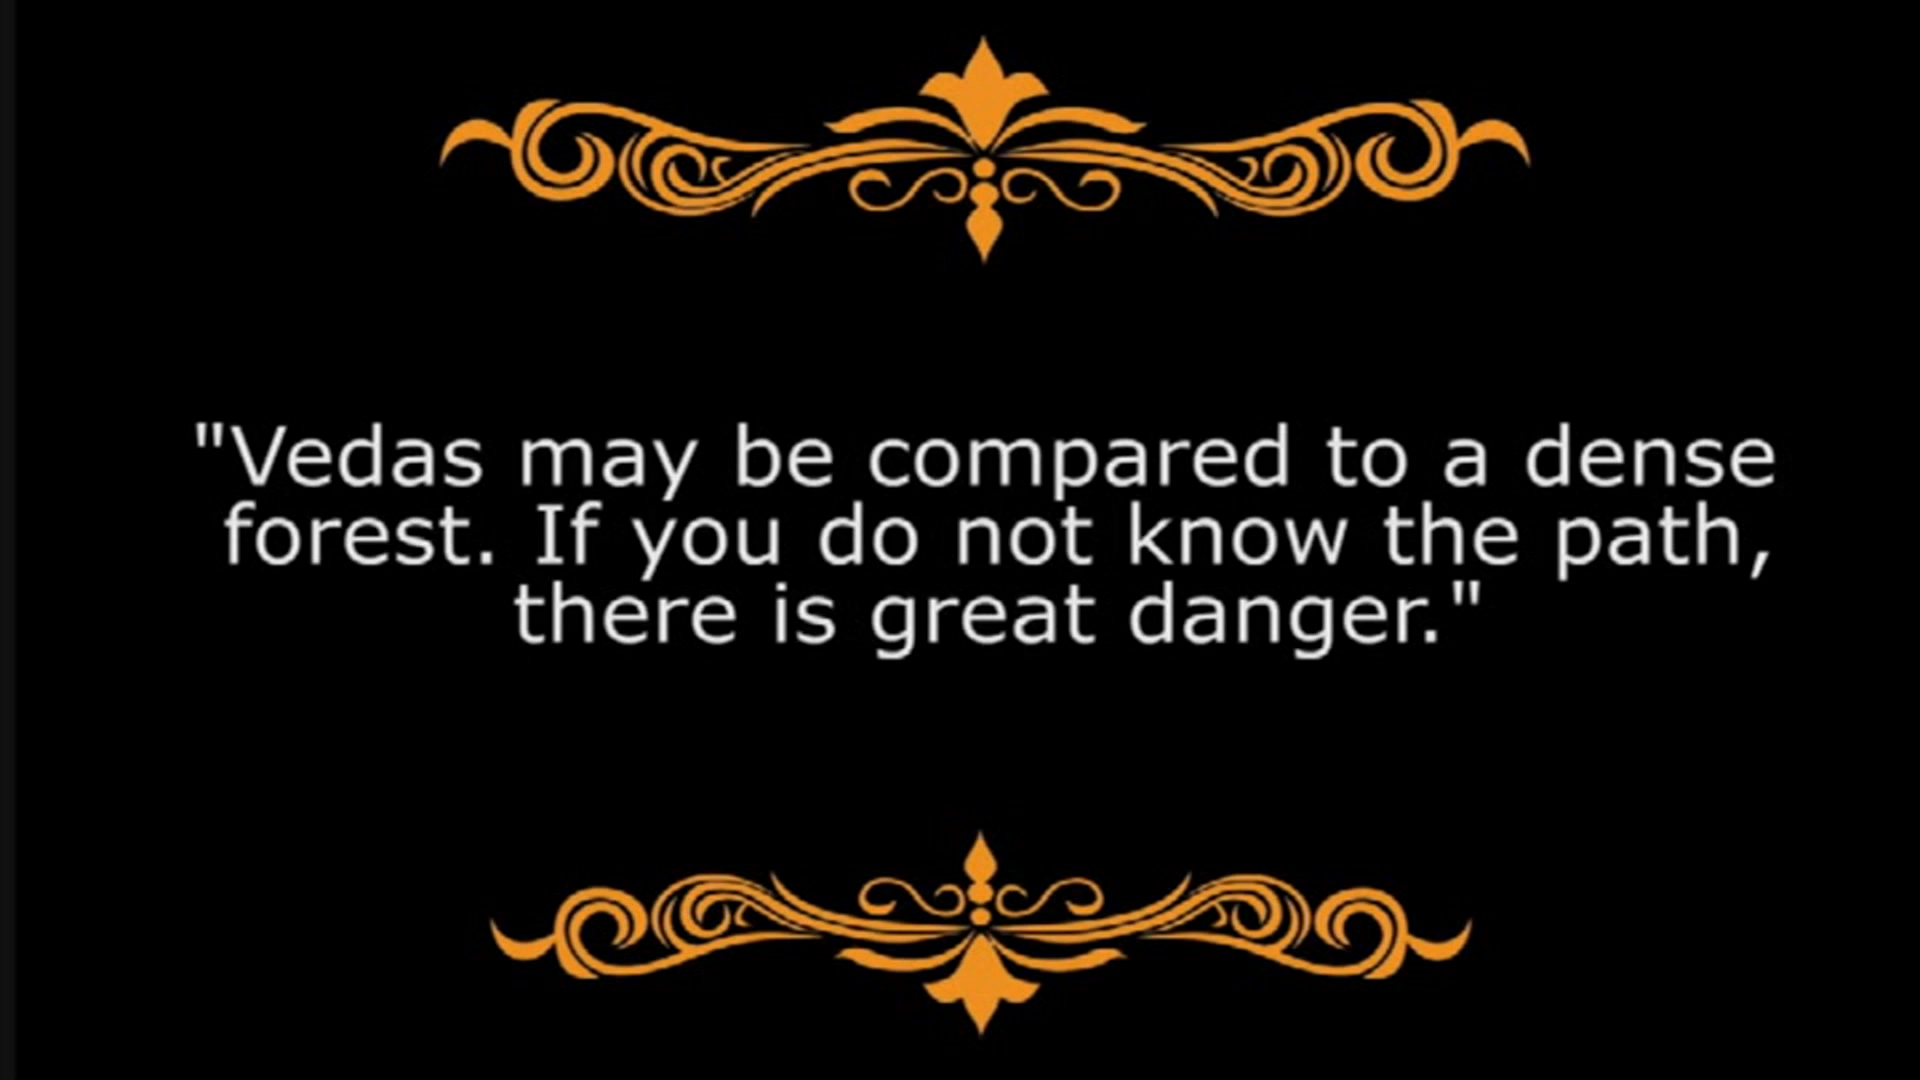 "Vedas may be compared to a dense
forest. If you do not know the path,
there is great danger."